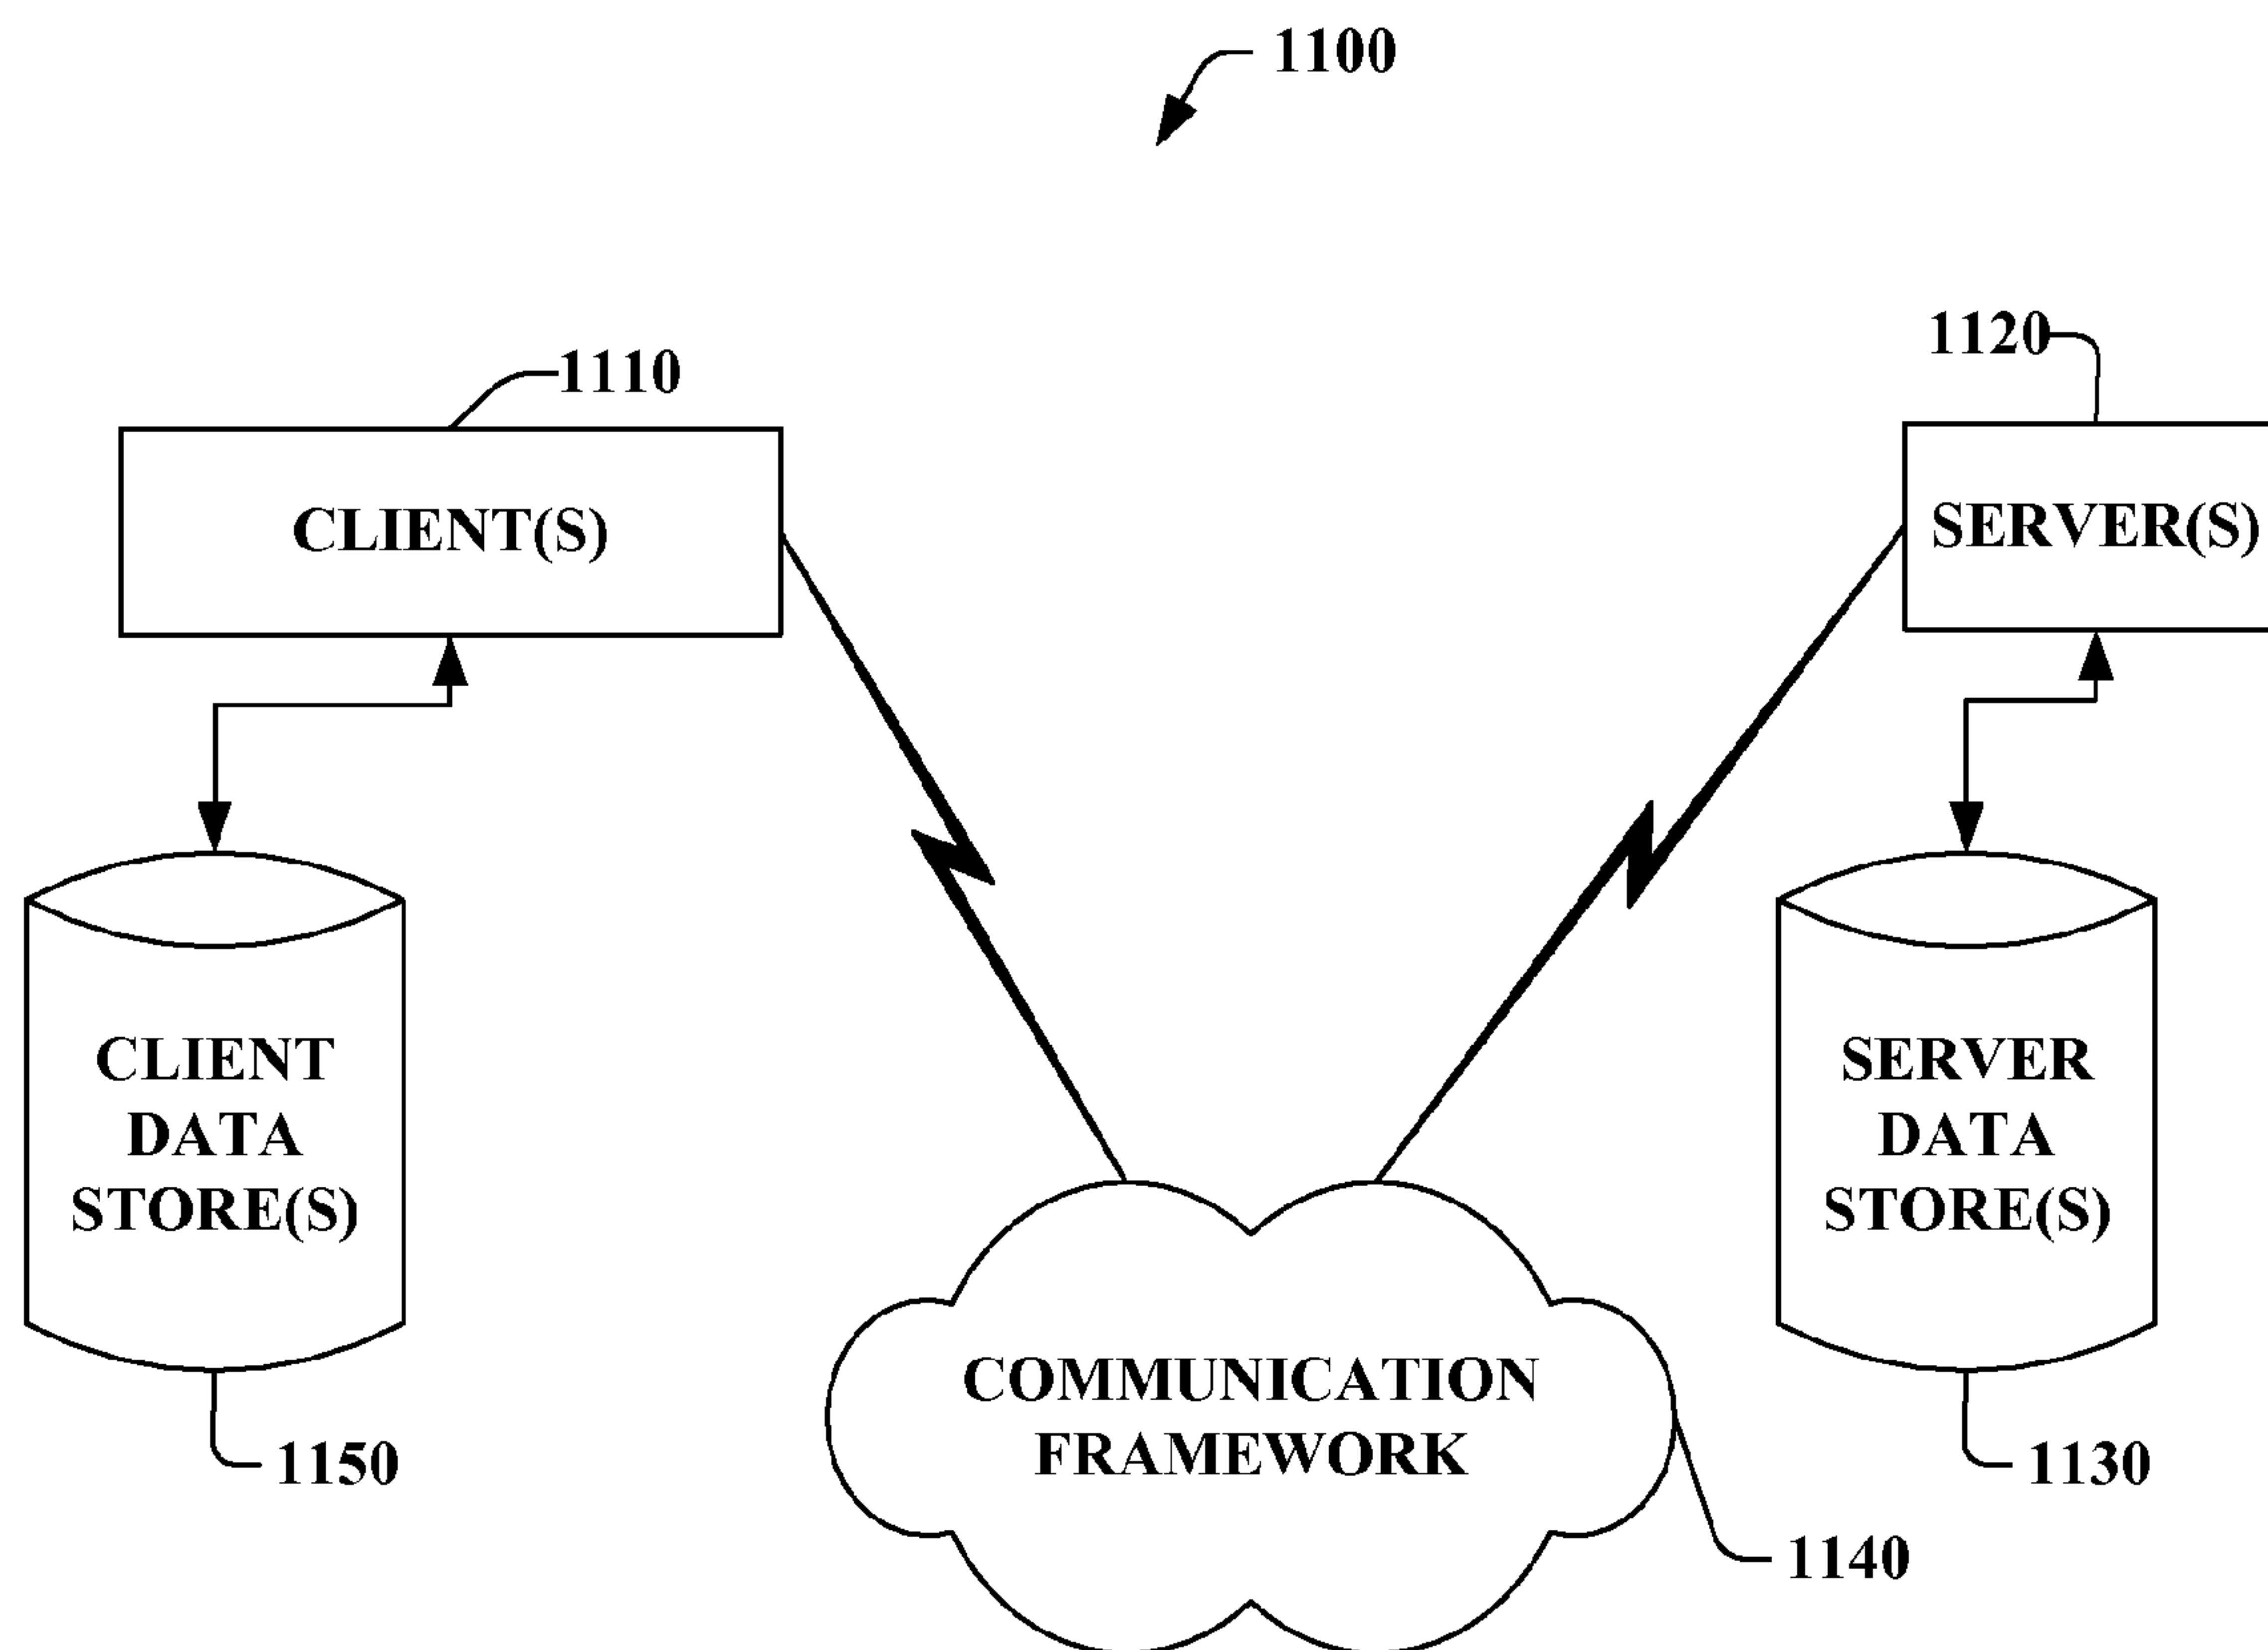 1100
1120
1110
CLIENT(S)
SERVER(S)
CLIENT
DATA
STORE(S)
SERVER
DATA
STORE(S)
COMMUNICATION
FRAMEWORK
1150
1130
1140